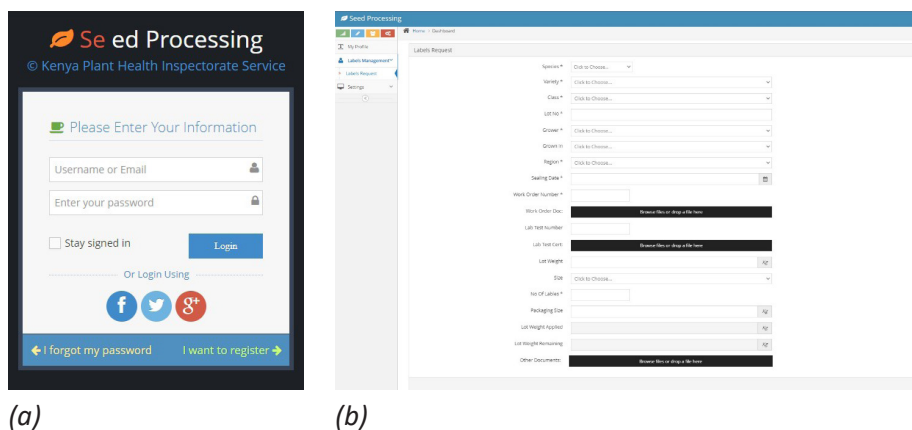 Se ed Processing
© Kenya Plant Health Inspectorate Service
Please Enter Your Information
Username or Email
Enter your password
Stay signed in
Login
Or Login Using
f
g+
I forgot my password
I want to register
(a)
Seed Processing
Home > Dashboard
My Profile
Labels Management
Labels Request
Settings
Labels Request
Species * Click to Choose...
Variety * Click to Choose...
Class * Click to Choose...
Lot No *
Grower * Click to Choose...
Grown In Click to Choose...
Region * Click to Choose...
Sealing Date *
Work Order Number *
Work Order Doc: Browse files or drop a file here
Lab Test Number
Lab Test Cert: Browse files or drop a file here
Lot Weight Kg
Size Click to Choose...
No Of Lables *
Packaging Size Kg
Lot Weight Applied Kg
Lot Weight Remaining Kg
Other Documents: Browse files or drop a file here
(b)